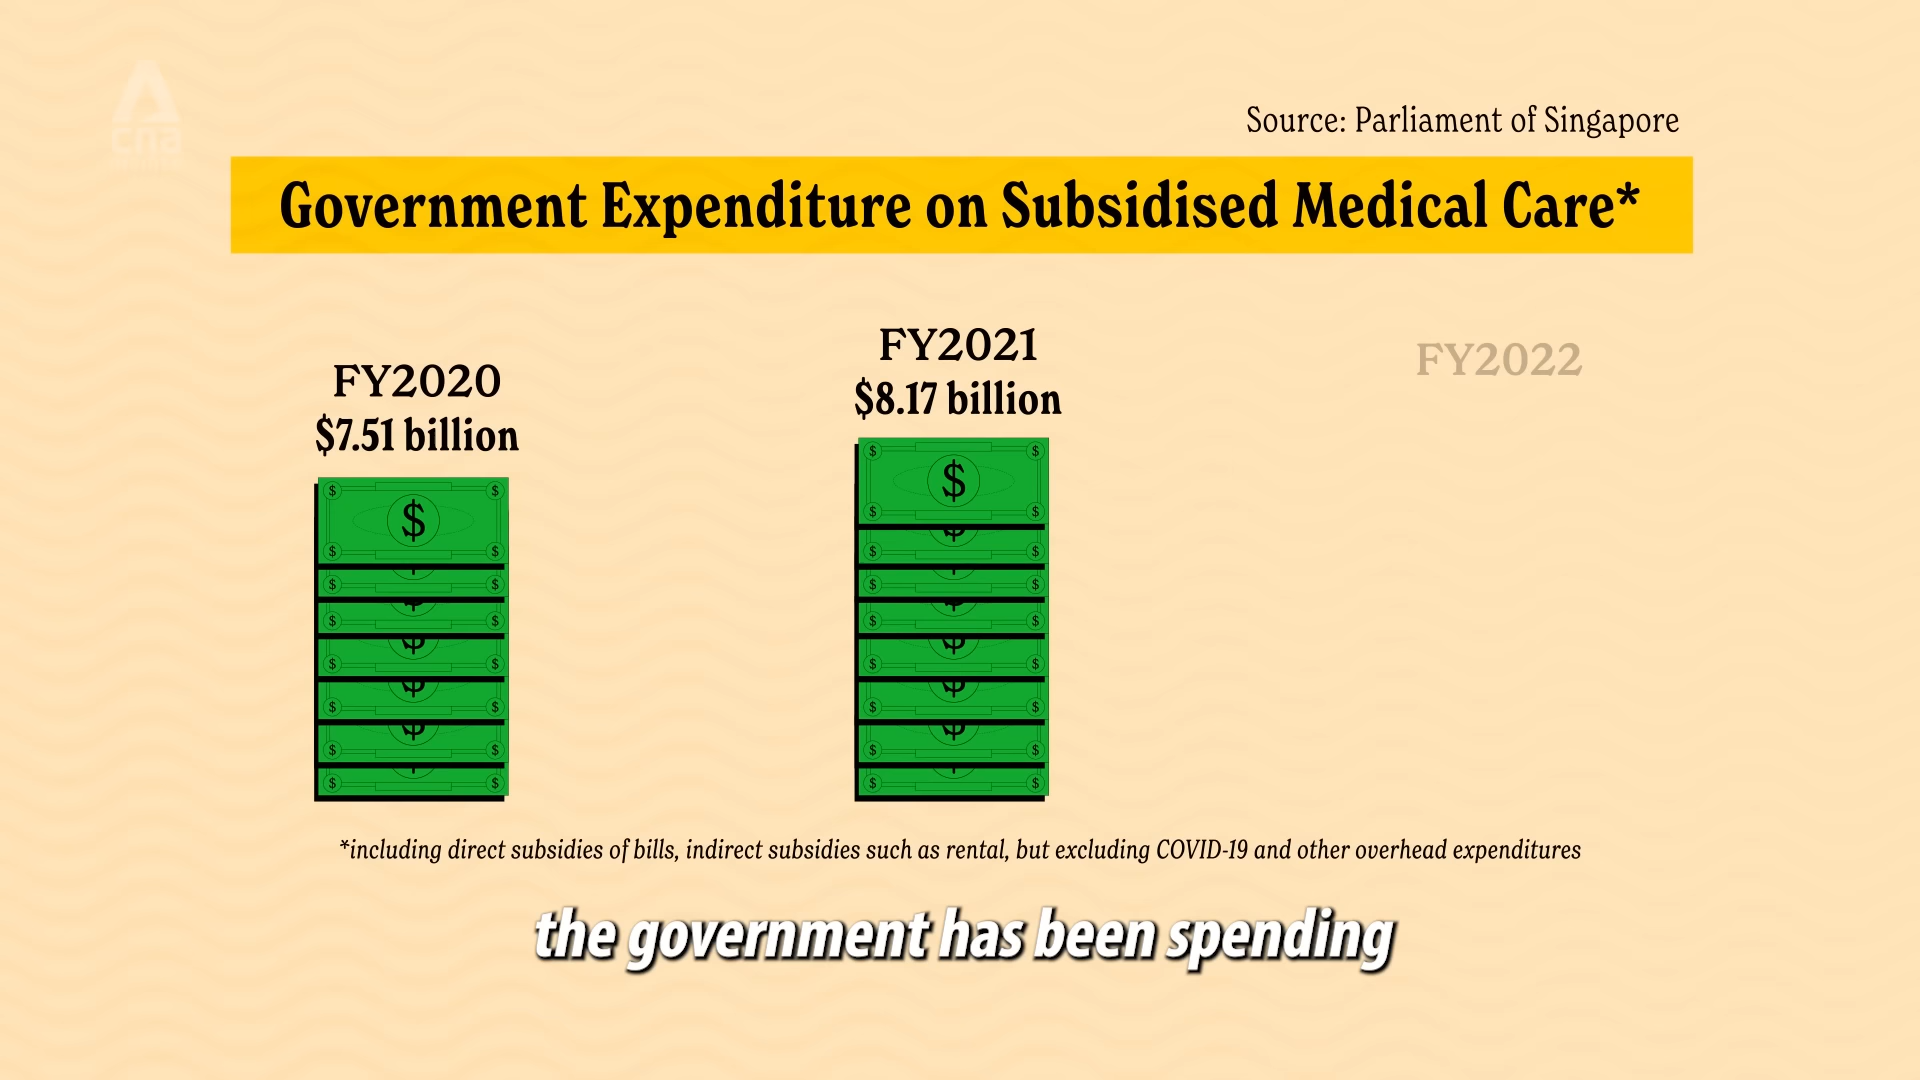 cna
Source: Parliament of Singapore
Government Expenditure on Subsidised Medical Care*
FY2020
$7.51 billion
FY2021
$8.17 billion
FY2022
*including direct subsidies of bills, indirect subsidies such as rental, but excluding COVID-19 and other overhead expenditures
the government has been spending